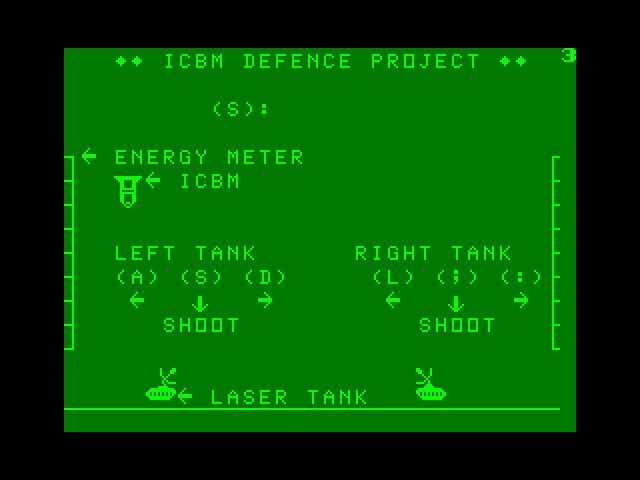 ♦♦ ICBM DEFENCE PROJECT ♦♦ 3
(S):
← ENERGY METER
← ICBM
LEFT TANK RIGHT TANK
(A) (S) (D) (L) (;) (:)
← ↓ → ← ↓ →
SHOOT SHOOT
← LASER TANK